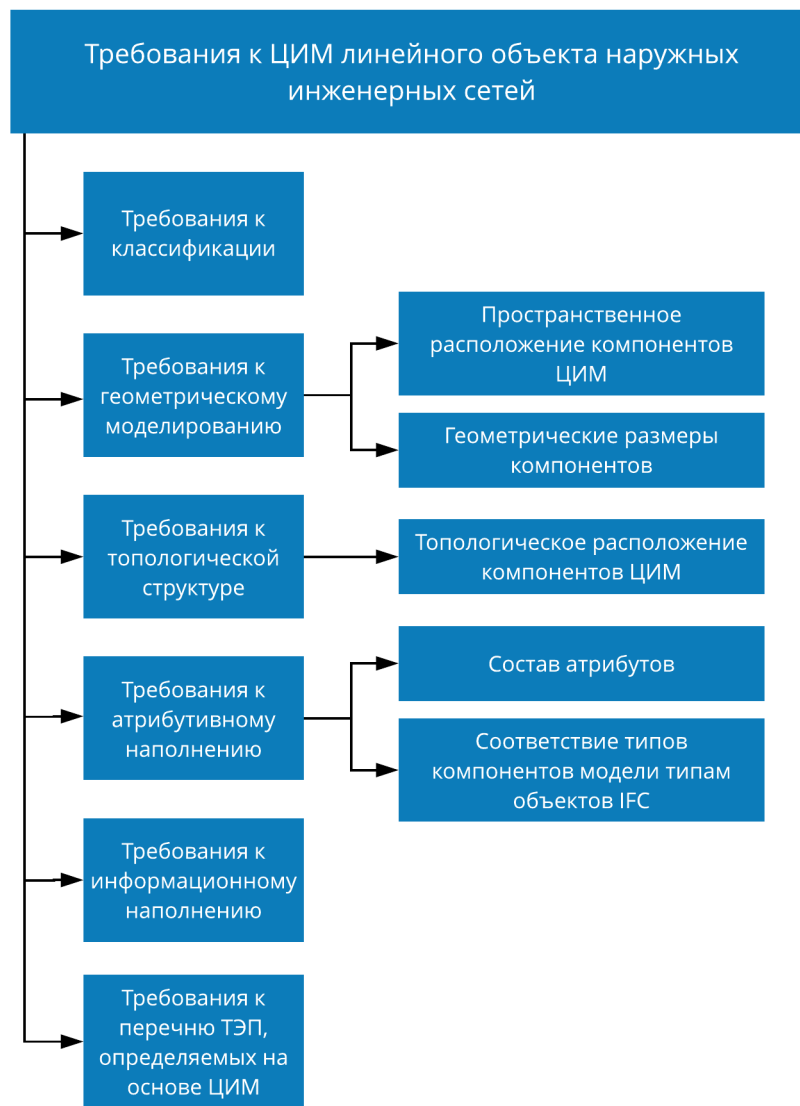 Требования к ЦИМ линейного объекта наружных
инженерных сетей
Требования к
классификации
Требования к
геометрическому
моделированию
Пространственное
расположение компонентов
ЦИМ
Геометрические размеры
компонентов
Требования к
топологической
структуре
Топологическое расположение
компонентов ЦИМ
Требования к
атрибутивному
наполнению
Состав атрибутов
Соответствие типов
компонентов модели типам
объектов IFC
Требования к
информационному
наполнению
Требования к
перечню ТЭП,
определяемых на
основе ЦИМ